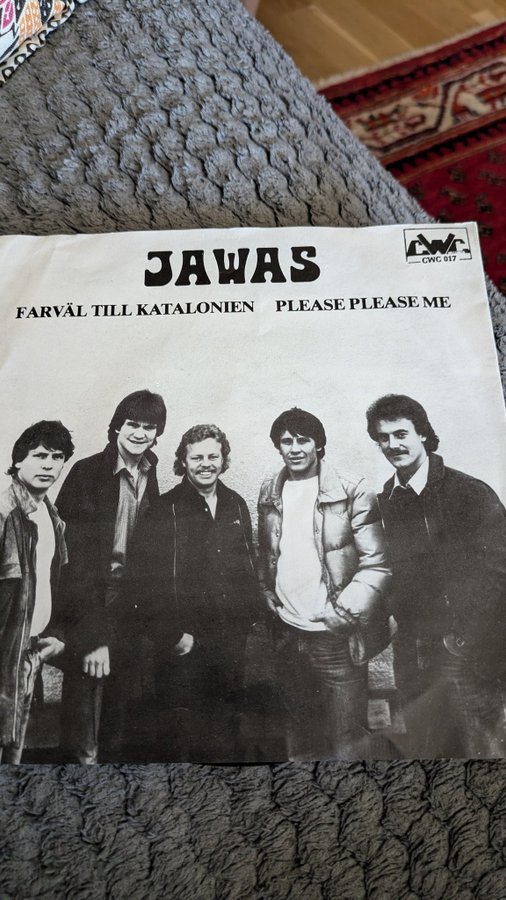 JAWAS
CWC
CWC 017
FARVÄL TILL KATALONIEN PLEASE PLEASE ME